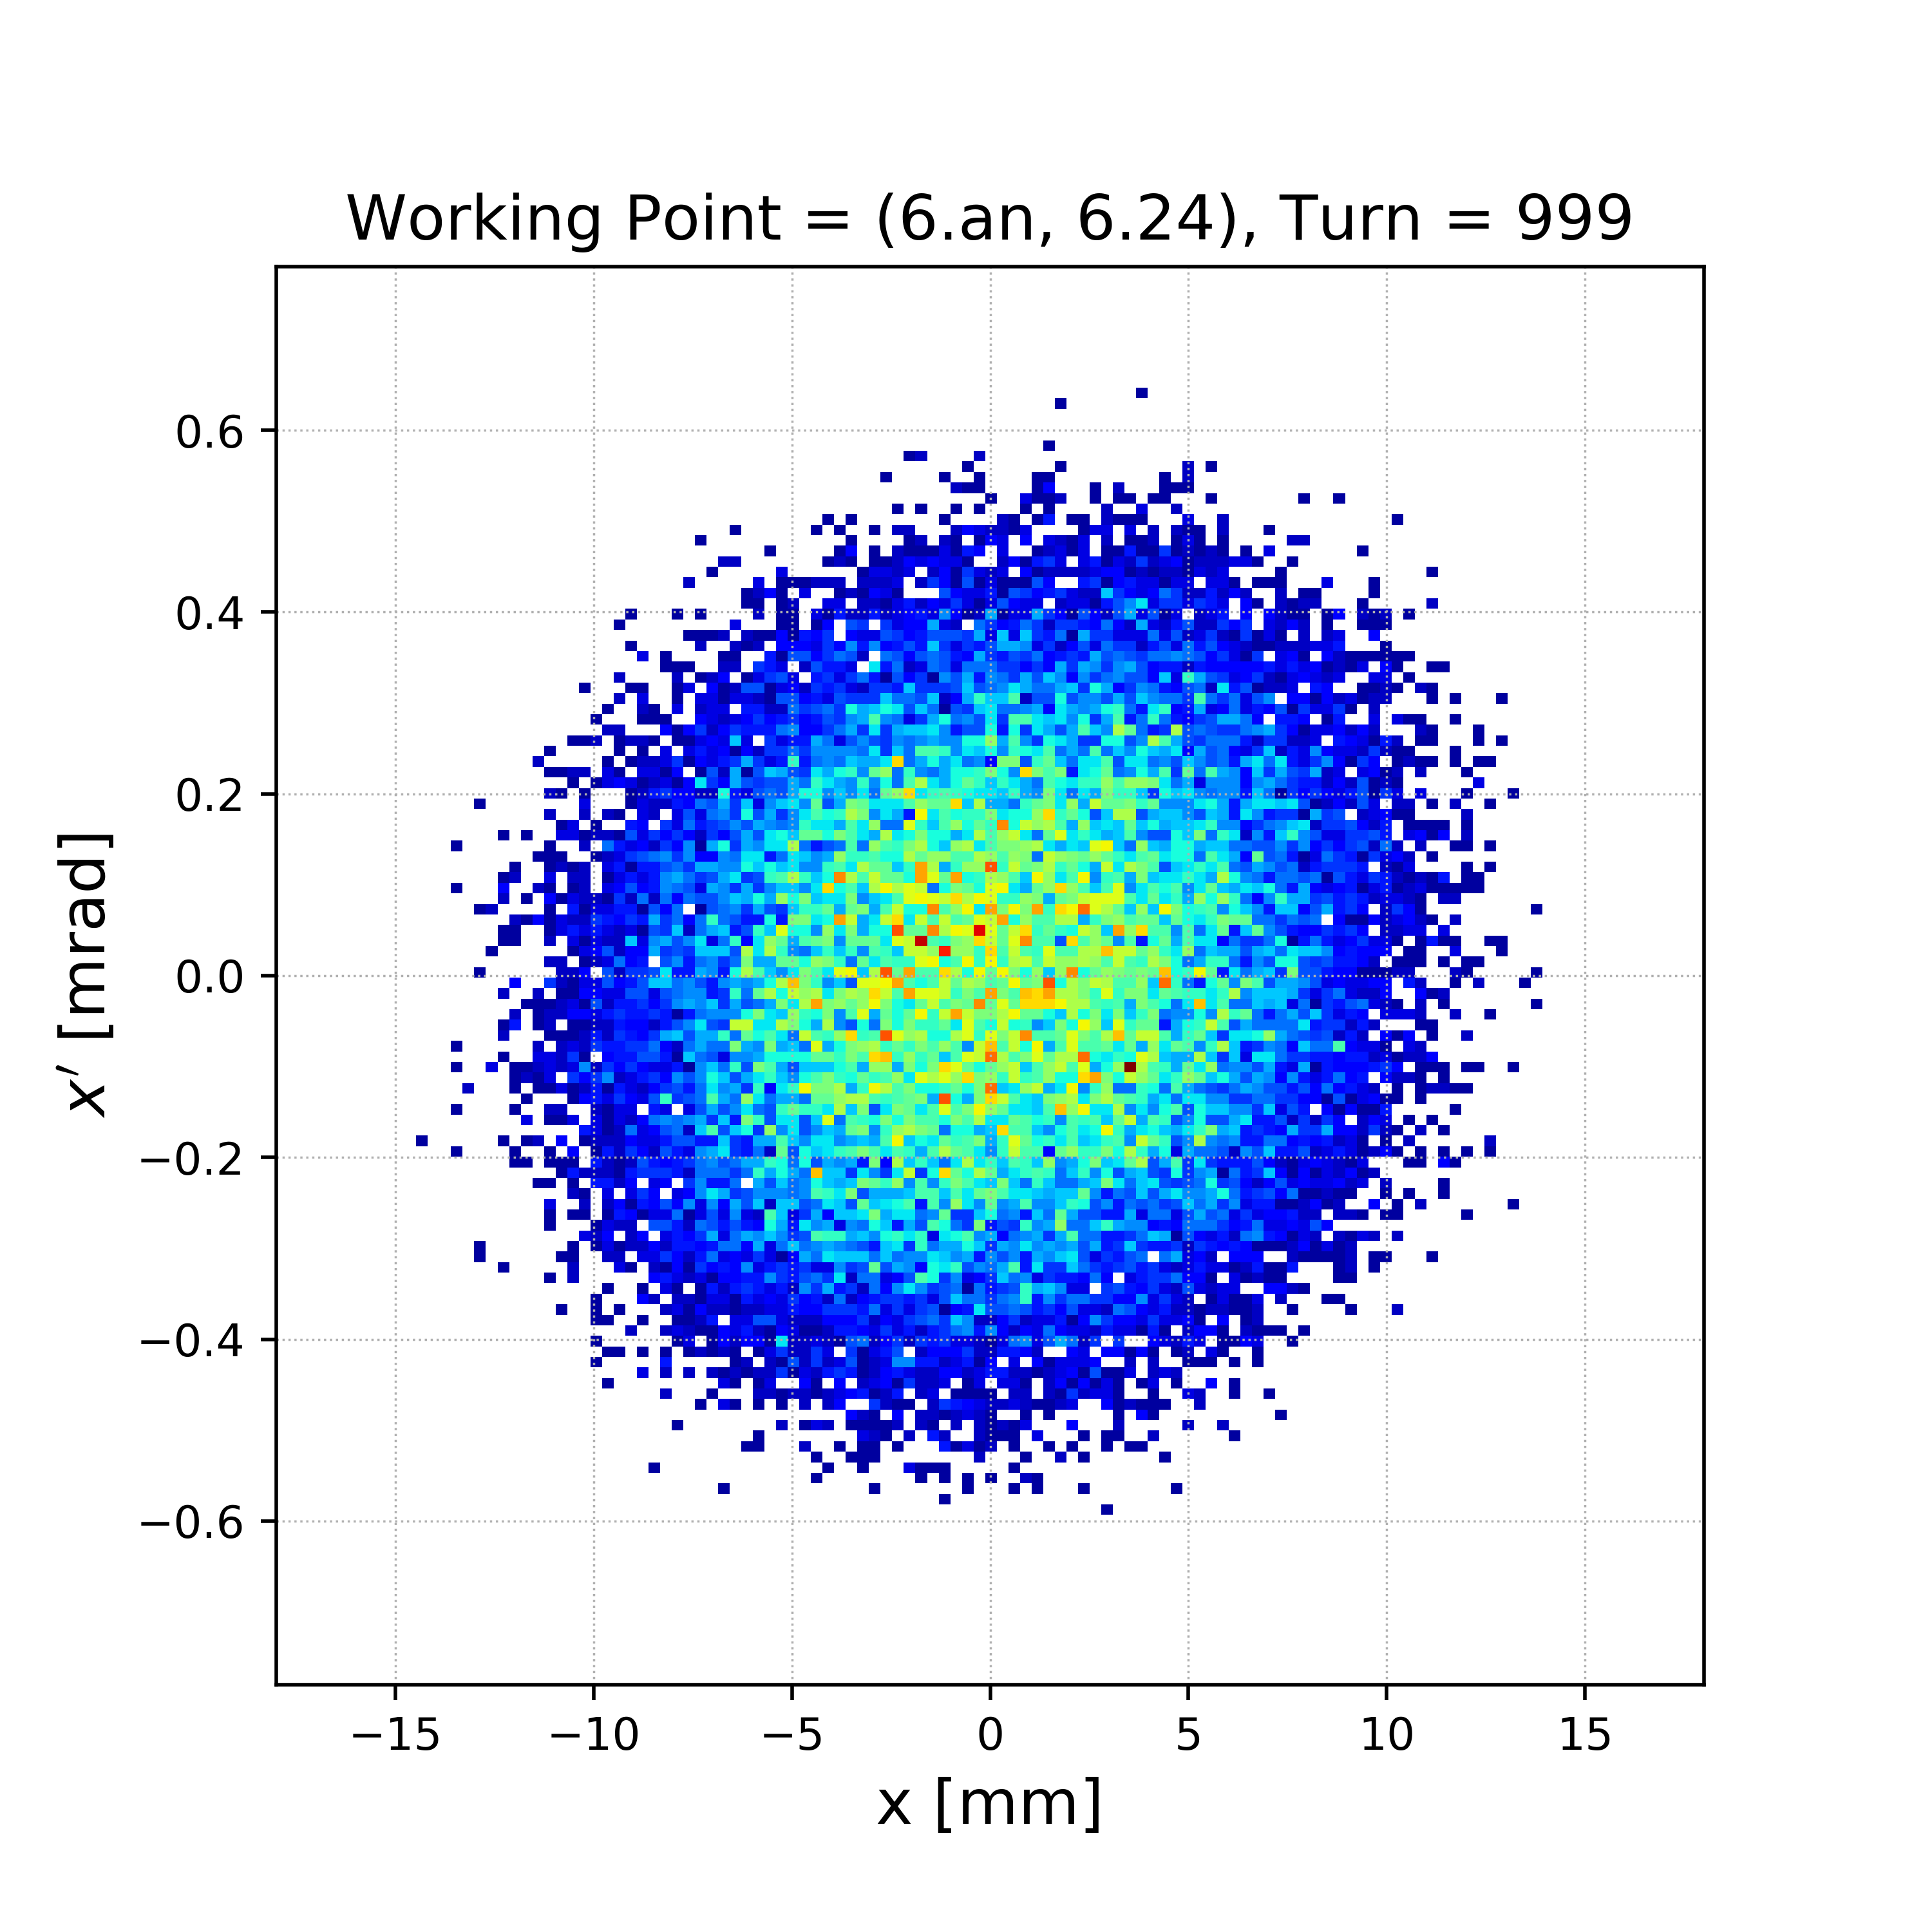 Working Point = (6.an, 6.24), Turn = 999
0.6
0.4
0.2
0.0
−0.2
−0.4
−0.6
x′ [mrad]
−15 −10 −5 0 5 10 15
x [mm]